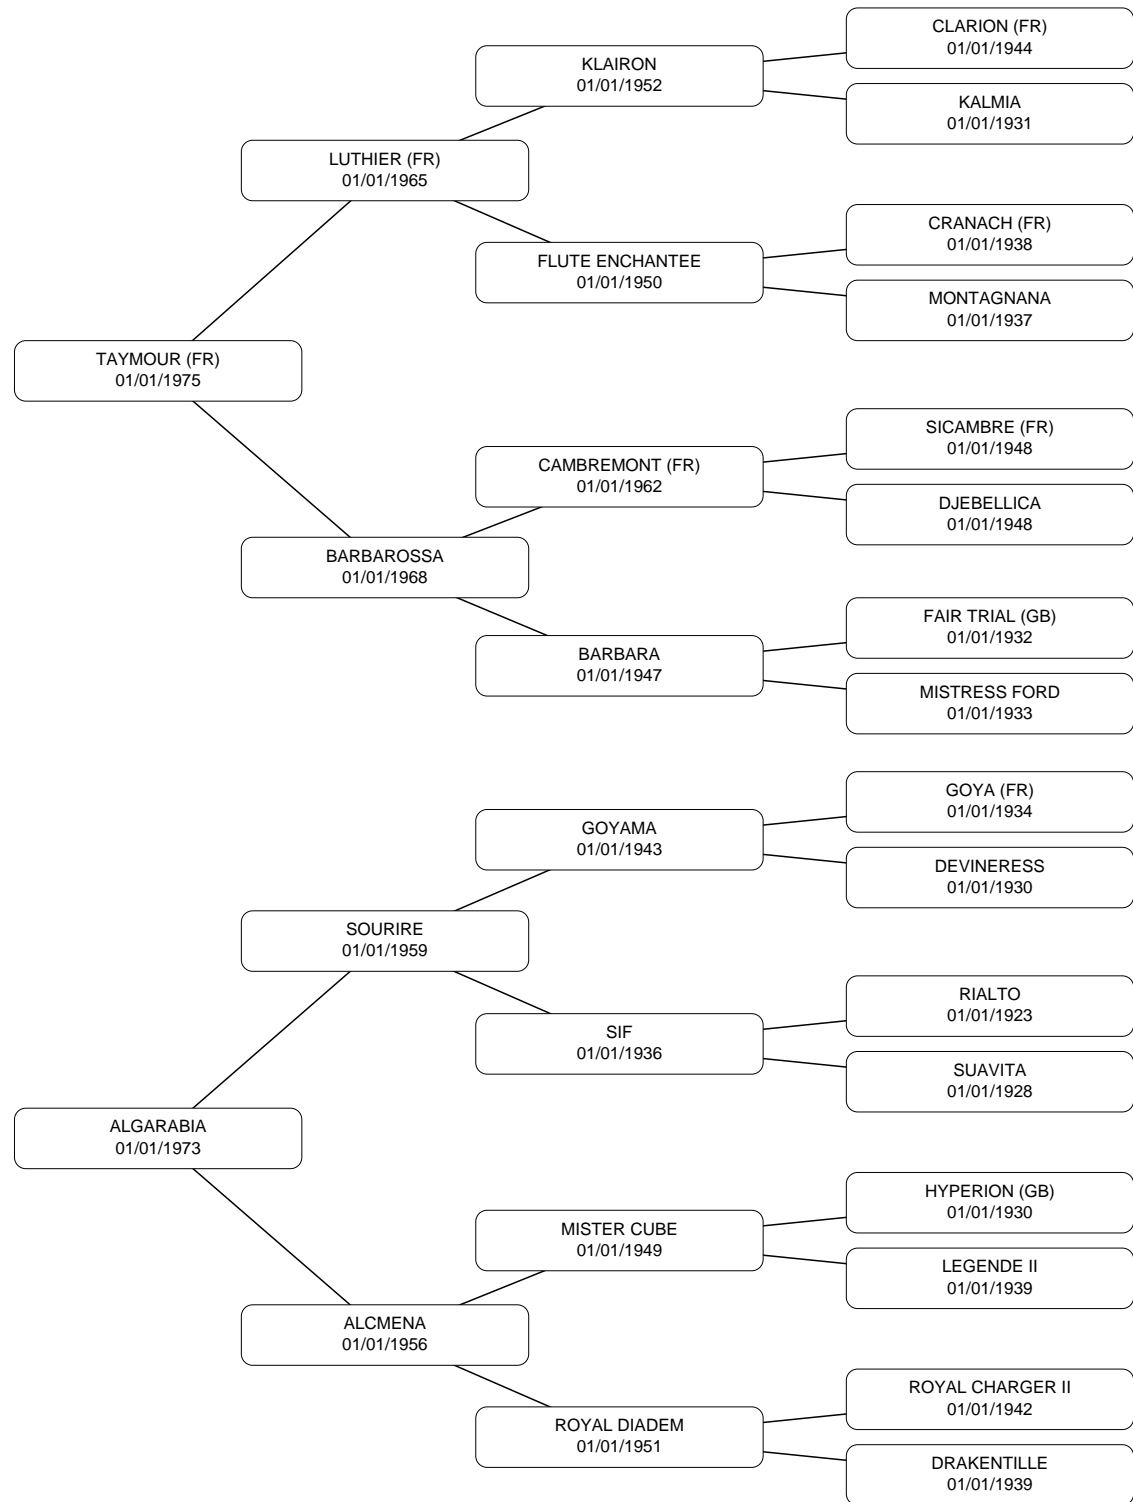 CLARION (FR)
01/01/1944
KLAIRON
01/01/1952
KALMIA
01/01/1931
LUTHIER (FR)
01/01/1965
CRANACH (FR)
01/01/1938
FLUTE ENCHANTEE
01/01/1950
MONTAGNANA
01/01/1937
TAYMOUR (FR)
01/01/1975
SICAMBRE (FR)
01/01/1948
CAMBREMONT (FR)
01/01/1962
DJEBELLICA
01/01/1948
BARBAROSSA
01/01/1968
FAIR TRIAL (GB)
01/01/1932
BARBARA
01/01/1947
MISTRESS FORD
01/01/1933
GOYA (FR)
01/01/1934
GOYAMA
01/01/1943
DEVINERESS
01/01/1930
SOURIRE
01/01/1959
RIALTO
01/01/1923
SIF
01/01/1936
SUAVITA
01/01/1928
ALGARABIA
01/01/1973
HYPERION (GB)
01/01/1930
MISTER CUBE
01/01/1949
LEGENDE II
01/01/1939
ALCMENA
01/01/1956
ROYAL CHARGER II
01/01/1942
ROYAL DIADEM
01/01/1951
DRAKENTILLE
01/01/1939